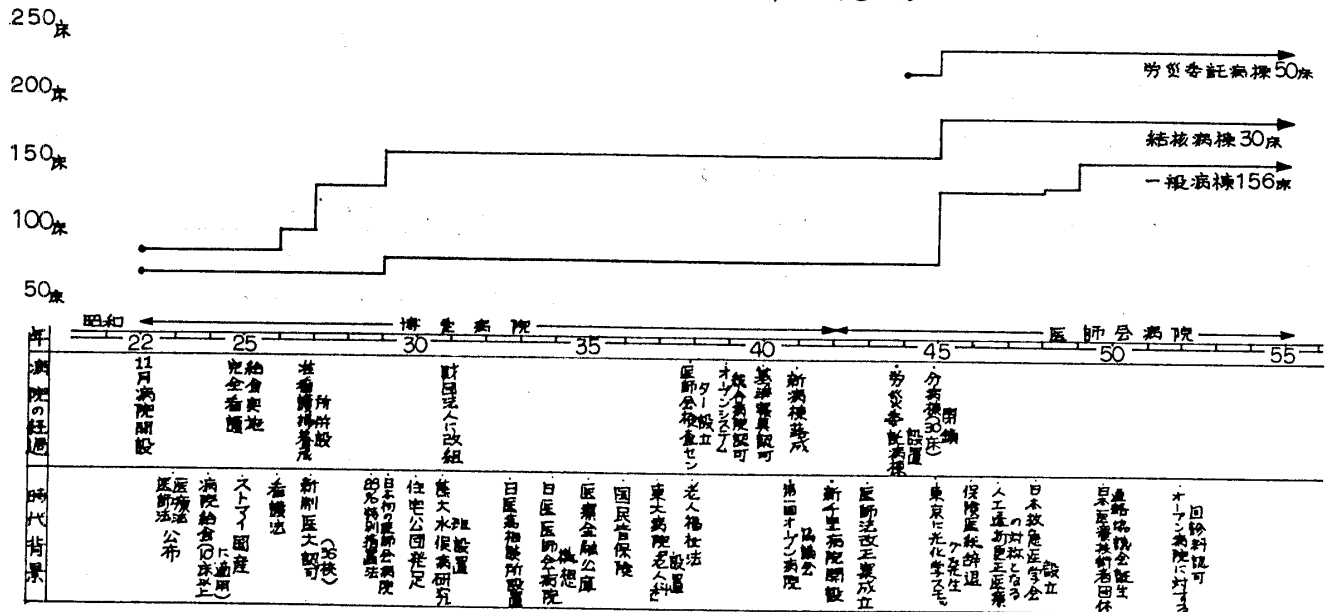 250床
200床
150床
100床
50床
労災委託病棟50床
結核病棟30床
一般病棟156床
年
昭和
博愛病院
医師会病院
22
25
30
35
40
45
50
55
病院の経過
11月病院開設
完全看護
給食実地
准看護婦養成
所併設
財団法人に改組
医師会検査セン
ター設立
オープンシステム
総合病院認可
基準寝具認可
新病棟落成
労災委託病棟
設置
分病棟(30床)
閉鎖
時代背景
医師法
医療法公布
病院給食(10床以上
に適用)
ストマイ国産
看護法
新制医大認可
(36校)
28%特別措置法
日本初の医師会病院
住宅公団発足
熊大水俣病研究
班設置
日医高相談所設置
日医医師会病院
構想
医療金融公庫
国民皆保険
東大病院老人科
設置
老人福祉法
第一回オープン病院
協議会
新千里病院開設
医師法改正案成立
東京に光化学スモッ
グ発生
保険医総辞退
人工透析更正医療
の対象となる
日本救急医学会
設立
日本医療技術者団体
連絡協議会誕生
オープン病院に対する
回診料認可